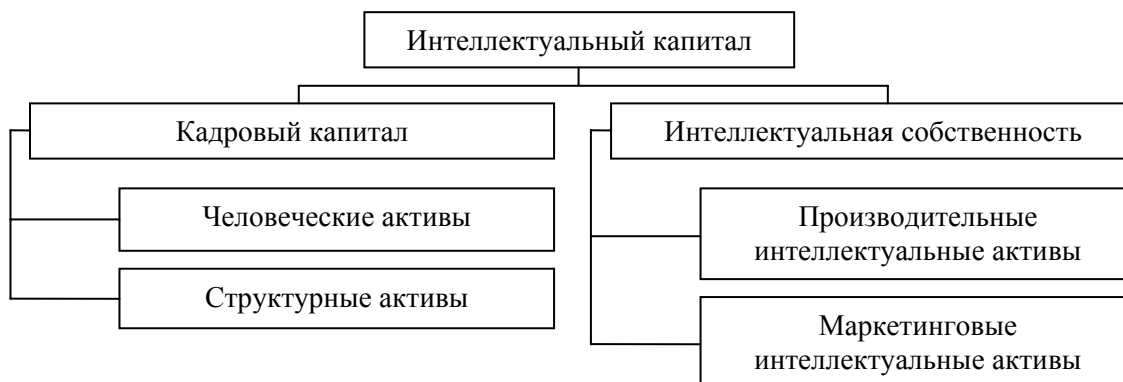 Интеллектуальный капитал
Кадровый капитал
Человеческие активы
Структурные активы
Интеллектуальная собственность
Производительные
интеллектуальные активы
Маркетинговые
интеллектуальные активы